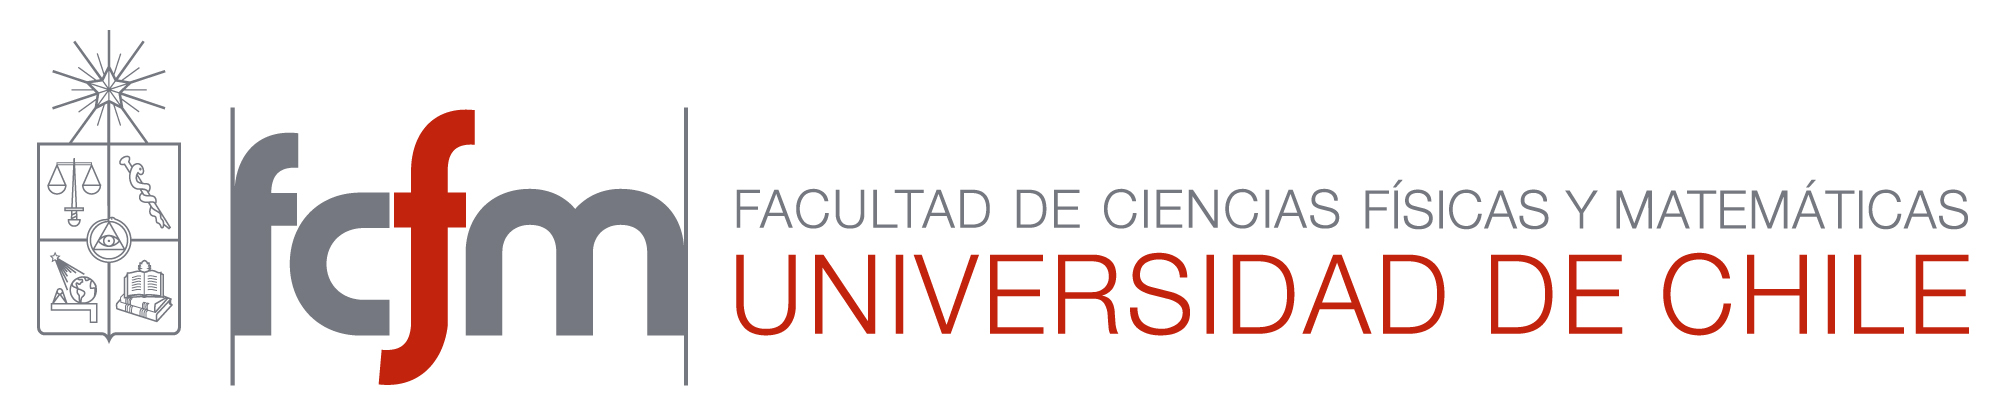 fcfm
FACULTAD DE CIENCIAS FÍSICAS Y MATEMÁTICAS
UNIVERSIDAD DE CHILE